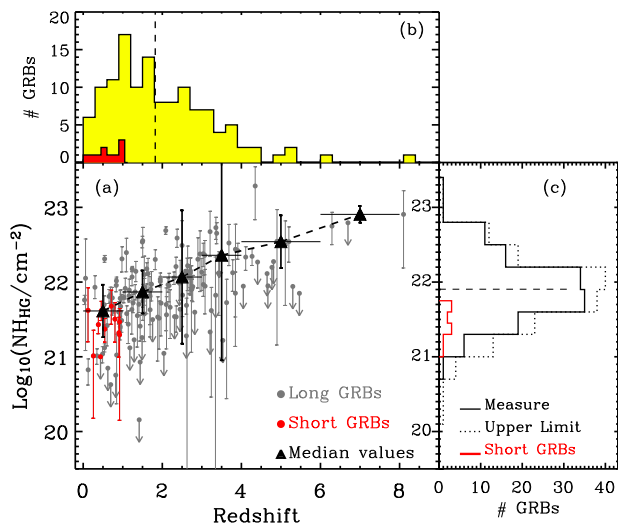 20
15
10
5
0
# GRBs
(b)
(a)
23
22
21
20
Log10(NHHG/cm−2)
Long GRBs
Short GRBs
Median values
0 2 4 6 8
Redshift
(c)
23
22
21
20
Measure
Upper Limit
Short GRBs
0 10 20 30 40
# GRBs